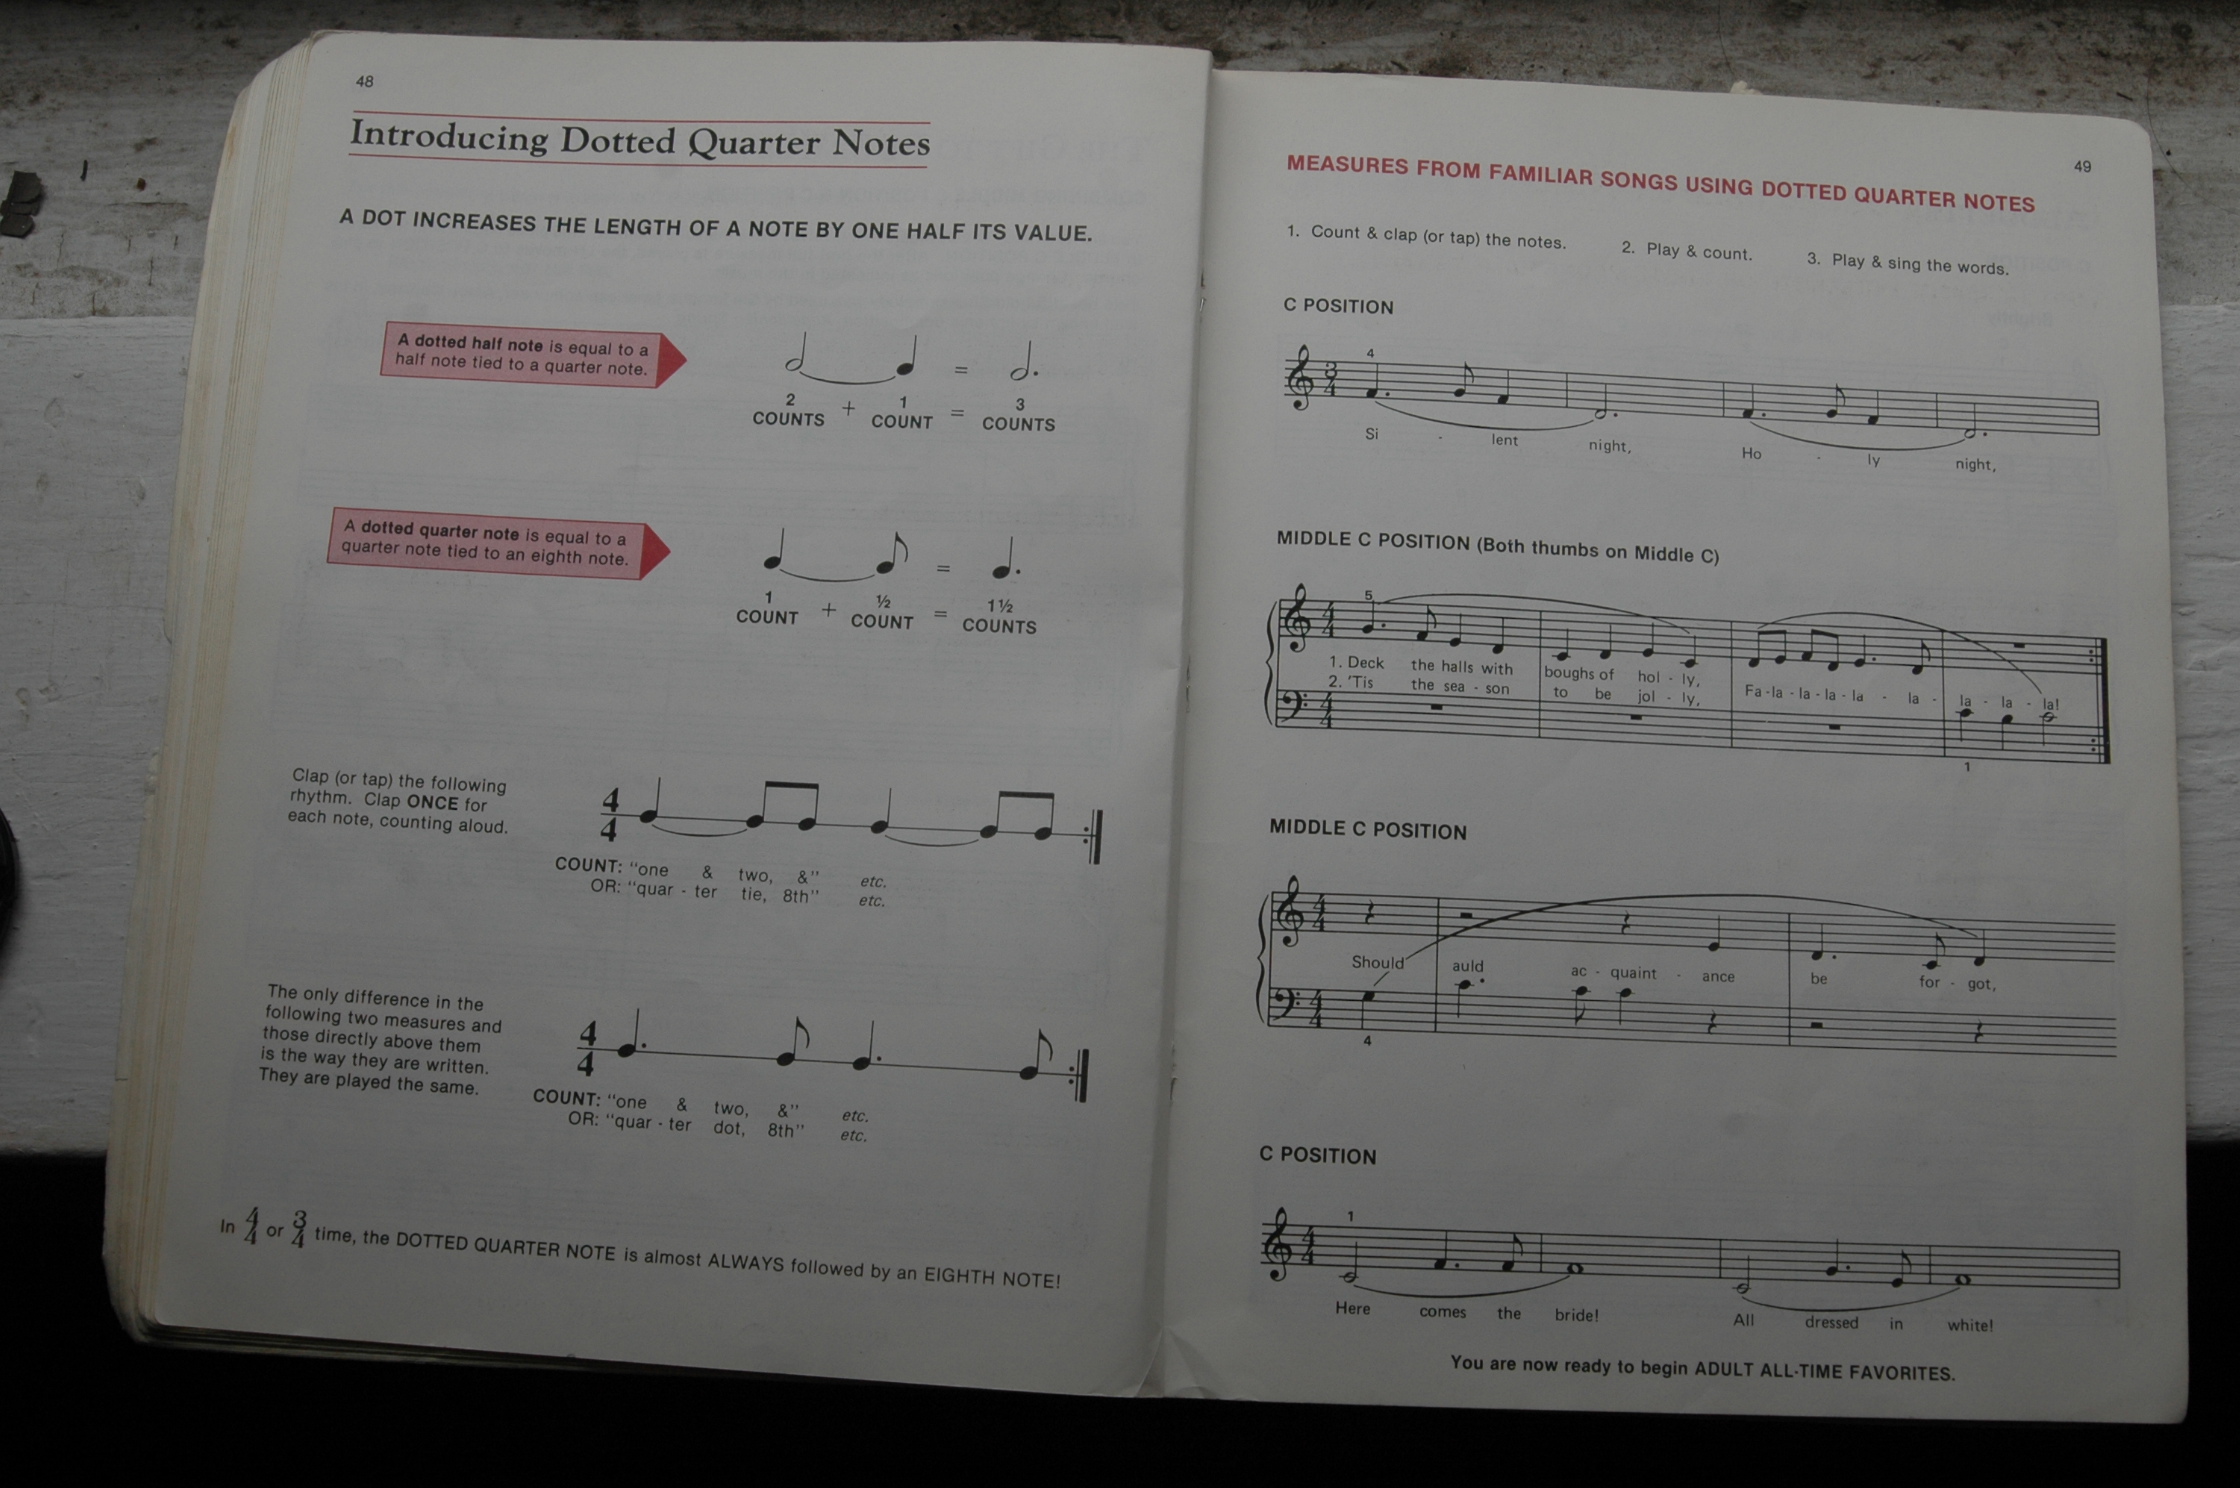 48
Introducing Dotted Quarter Notes
A DOT INCREASES THE LENGTH OF A NOTE BY ONE HALF ITS VALUE.
A dotted half note is equal to a
half note tied to a quarter note.
=
2 + 1 = 3
COUNTS COUNT COUNTS
A dotted quarter note is equal to a
quarter note tied to an eighth note.
=
1 + ½ = 1½
COUNT COUNT COUNTS
Clap (or tap) the following
rhythm. Clap ONCE for
each note, counting aloud.
4
4
COUNT: "one & two, &" etc.
OR: "quar - ter tie, 8th" etc.
The only difference in the
following two measures and
those directly above them
is the way they are written.
They are played the same.
4
4
COUNT: "one & two, &" etc.
OR: "quar - ter dot, 8th" etc.
In 4/4 or 3/4 time, the DOTTED QUARTER NOTE is almost ALWAYS followed by an EIGHTH NOTE!
49
MEASURES FROM FAMILIAR SONGS USING DOTTED QUARTER NOTES
1. Count & clap (or tap) the notes. 2. Play & count. 3. Play & sing the words.
C POSITION
4
3
4
Si - lent night, Ho - ly night,
MIDDLE C POSITION (Both thumbs on Middle C)
5
4
4
1. Deck the halls with boughs of hol - ly, Fa - la - la - la - la - la - la - la - la!
2. 'Tis the sea - son to be jol - ly,
4
4
1
MIDDLE C POSITION
4
4
Should auld ac - quaint - ance be for - got,
4
4
4
C POSITION
1
4
4
Here comes the bride! All dressed in white!
You are now ready to begin ADULT ALL-TIME FAVORITES.